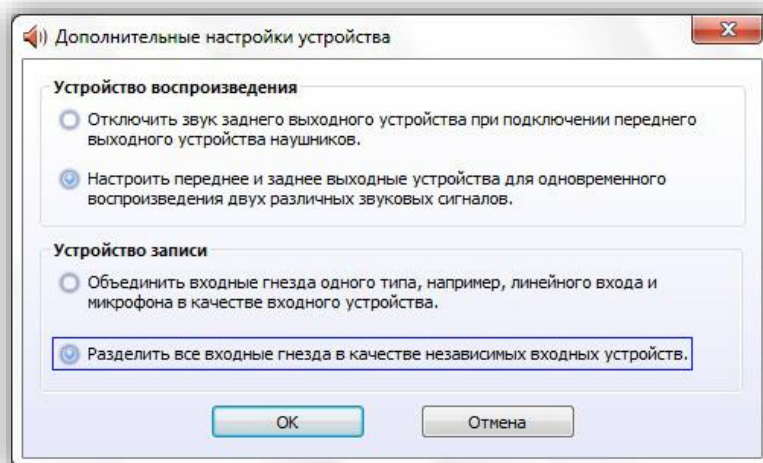 Дополнительные настройки устройства
Устройство воспроизведения
Отключить звук заднего выходного устройства при подключении переднего
выходного устройства наушников.
Настроить переднее и заднее выходные устройства для одновременного
воспроизведения двух различных звуковых сигналов.
Устройство записи
Объединить входные гнезда одного типа, например, линейного входа и
микрофона в качестве входного устройства.
Разделить все входные гнезда в качестве независимых входных устройств.
OK
Отмена